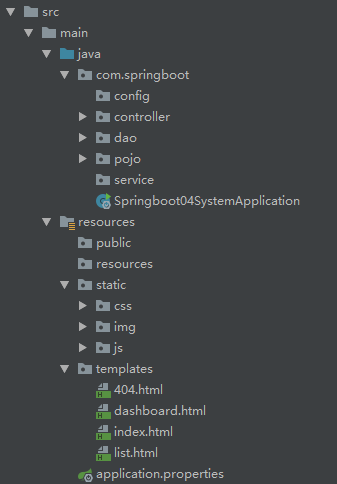 src
main
java
com.springboot
config
controller
dao
pojo
service
Springboot04SystemApplication
resources
public
resources
static
css
img
js
templates
404.html
dashboard.html
index.html
list.html
application.properties